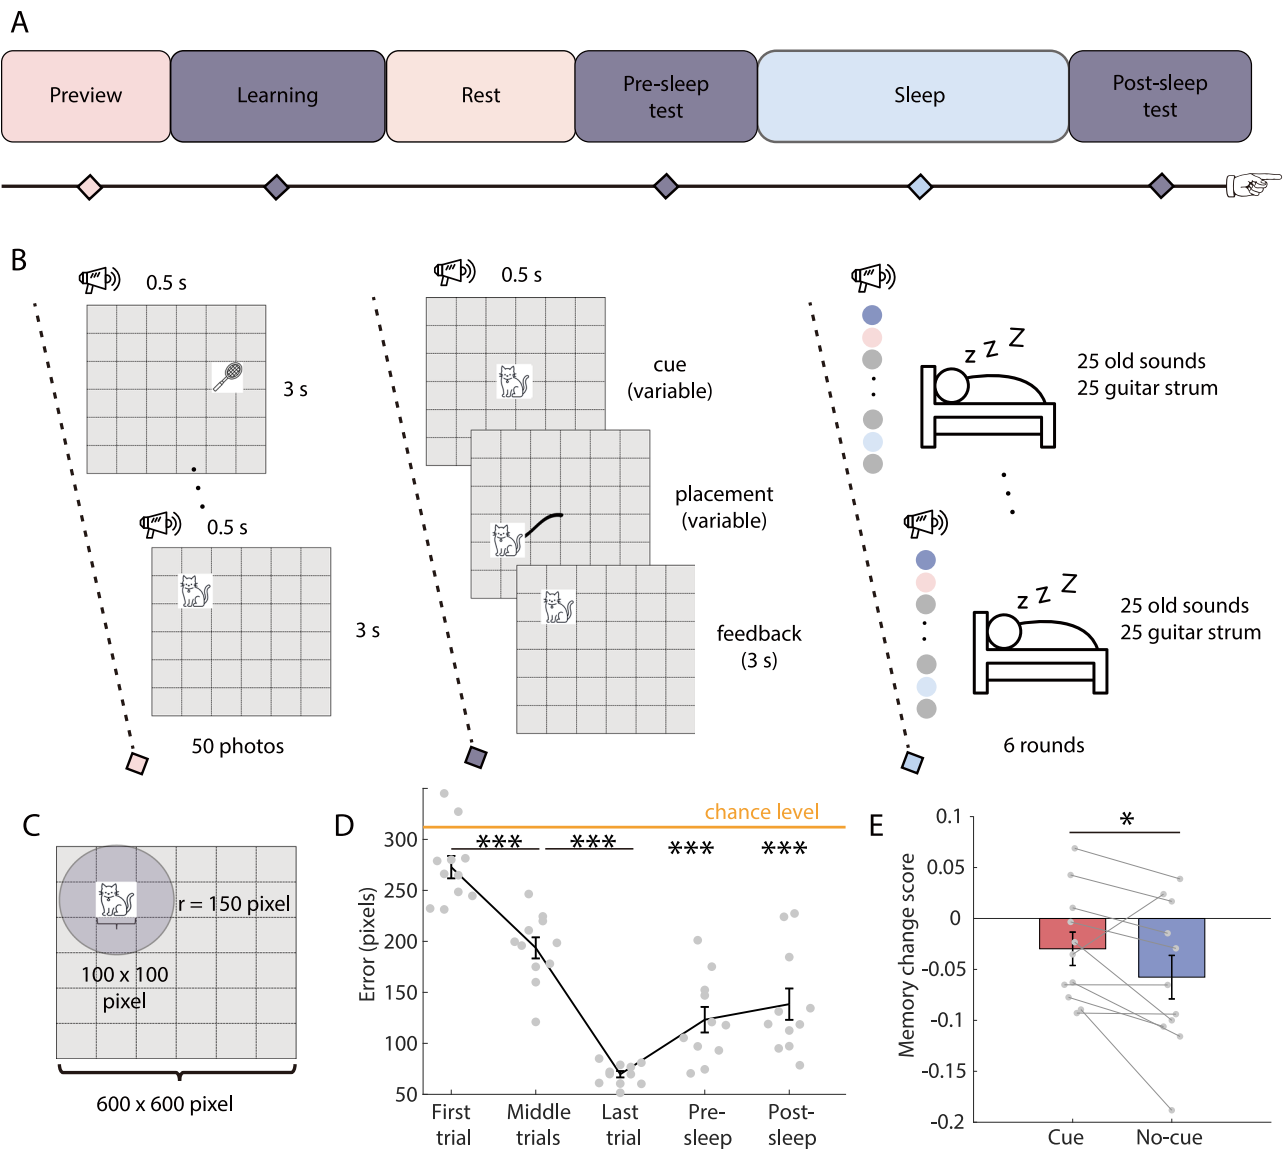 A
Preview
Learning
Rest
Pre-sleep
test
Sleep
Post-sleep
test
B
0.5 s
3 s
0.5 s
3 s
50 photos
0.5 s
cue
(variable)
placement
(variable)
feedback
(3 s)
z z Z
25 old sounds
25 guitar strum
z Z Z
25 old sounds
25 guitar strum
6 rounds
C
r = 150 pixel
100 x 100
pixel
600 x 600 pixel
D
chance level
*** *** *** ***
Error (pixels)
300
250
200
150
100
50
First
trial
Middle
trials
Last
trial
Pre-
sleep
Post-
sleep
E
*
Memory change score
0.1
0.05
0
-0.05
-0.1
-0.15
-0.2
Cue
No-cue